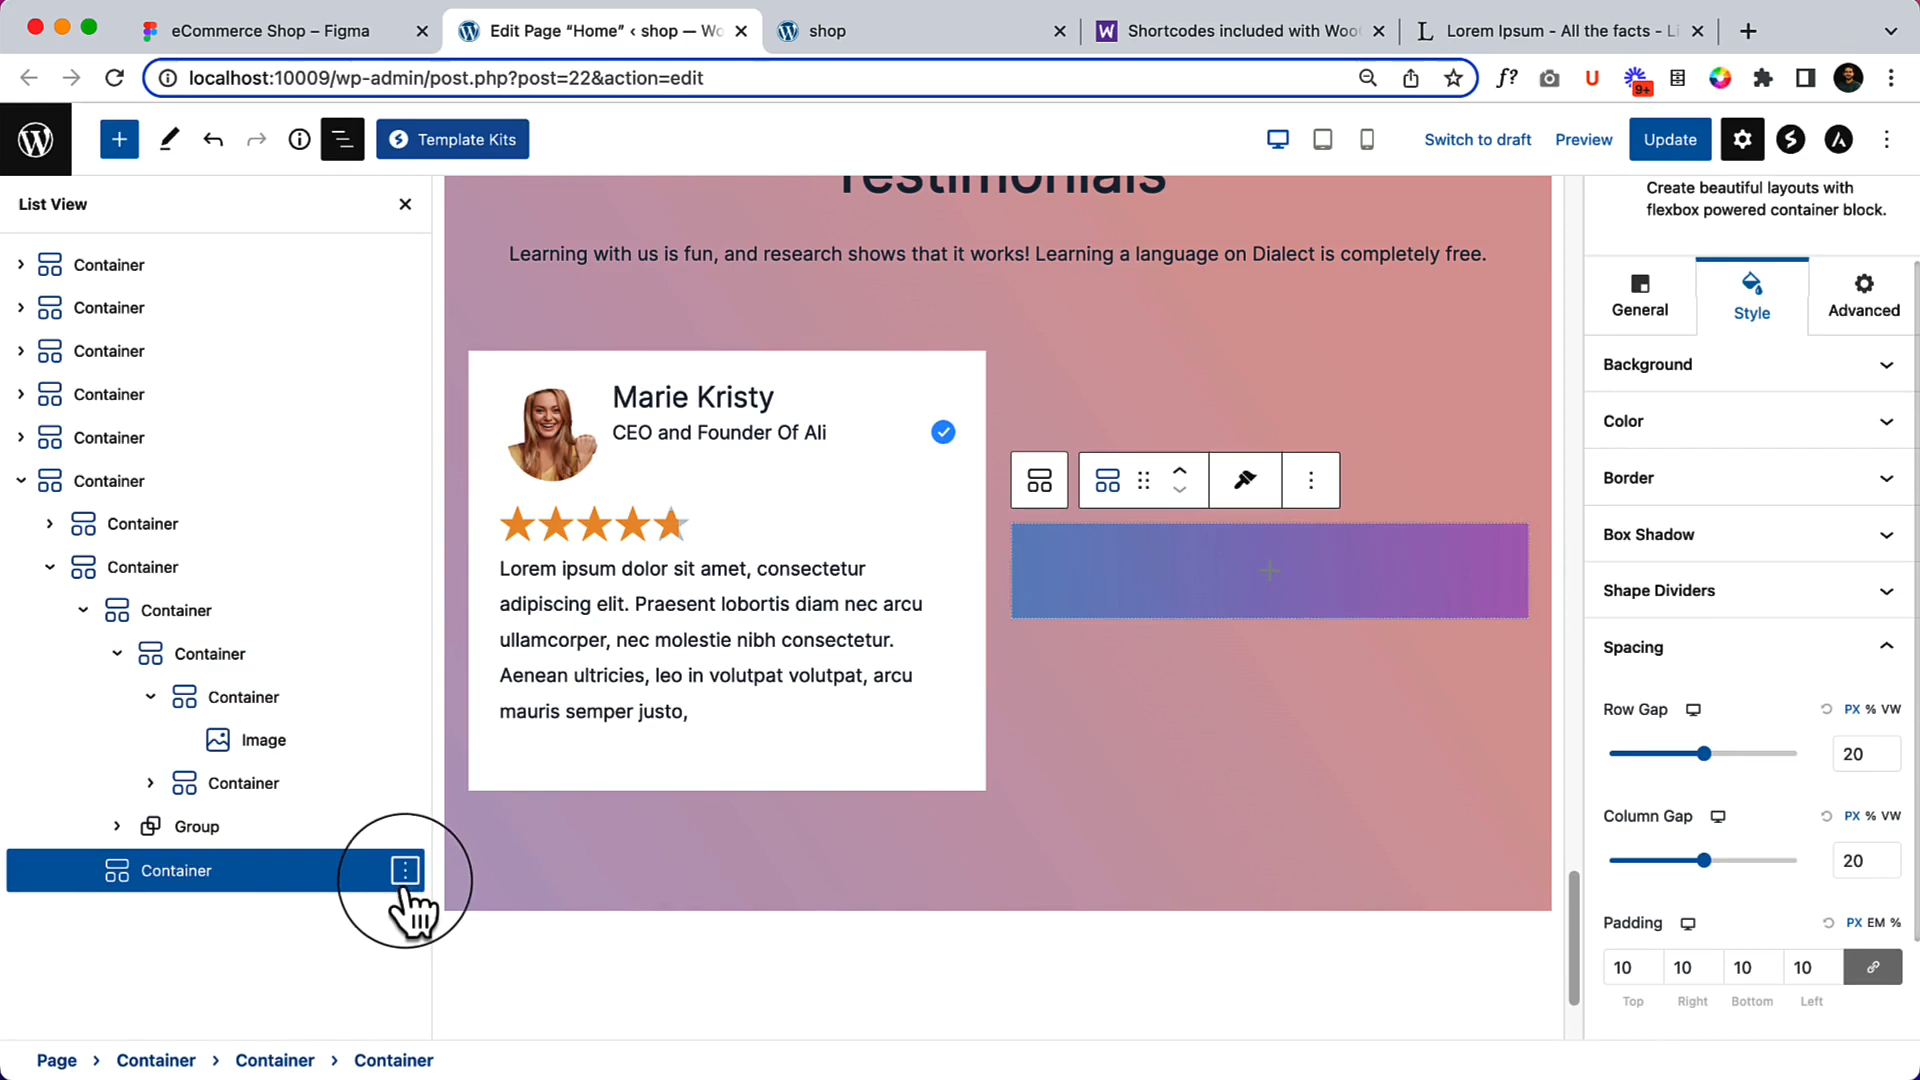 eCommerce Shop – Figma
Edit Page “Home” ‹ shop — Wo
shop
Shortcodes included with Woo
Lorem Ipsum - All the facts - Li
localhost:10009/wp-admin/post.php?post=22&action=edit
f?
U
9+
Template Kits
Switch to draft
Preview
Update
List View
Container
Container
Container
Container
Container
Container
Container
Container
Container
Container
Container
Image
Container
Group
Container
Testimonials
Learning with us is fun, and research shows that it works! Learning a language on Dialect is completely free.
Marie Kristy
CEO and Founder Of Ali
Lorem ipsum dolor sit amet, consectetur
adipiscing elit. Praesent lobortis diam nec arcu
ullamcorper, nec molestie nibh consectetur.
Aenean ultricies, leo in volutpat volutpat, arcu
mauris semper justo,
Create beautiful layouts with
flexbox powered container block.
General
Style
Advanced
Background
Color
Border
Box Shadow
Shape Dividers
Spacing
Row Gap
PX % VW
20
Column Gap
PX % VW
20
Padding
PX EM %
10 10 10 10
Top Right Bottom Left
Page › Container › Container › Container